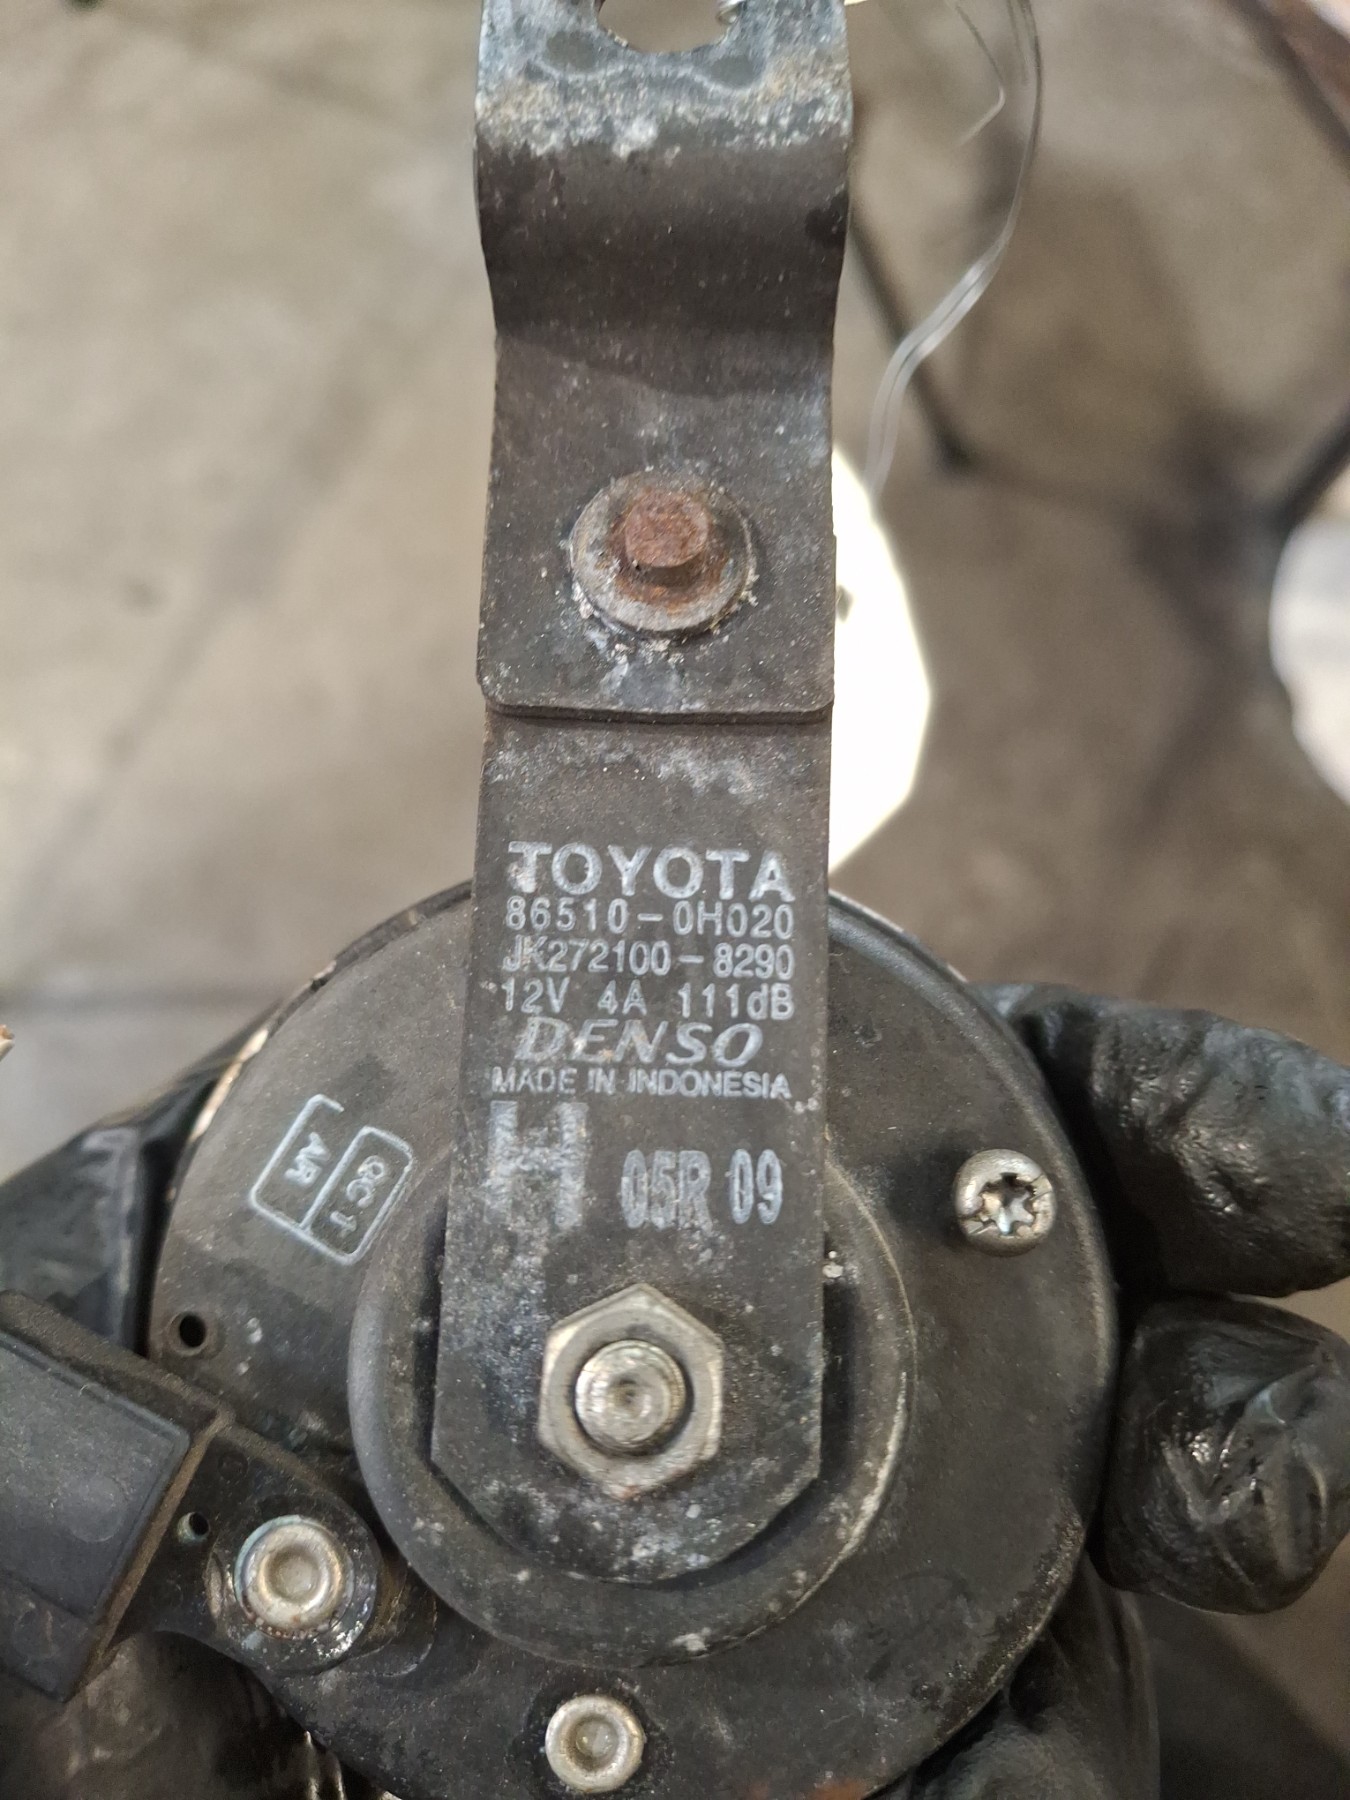 TOYOTA
86510-0H020
JK272100-8290
12V 4A 111dB
DENSO
MADE IN INDONESIA
H 05R 09